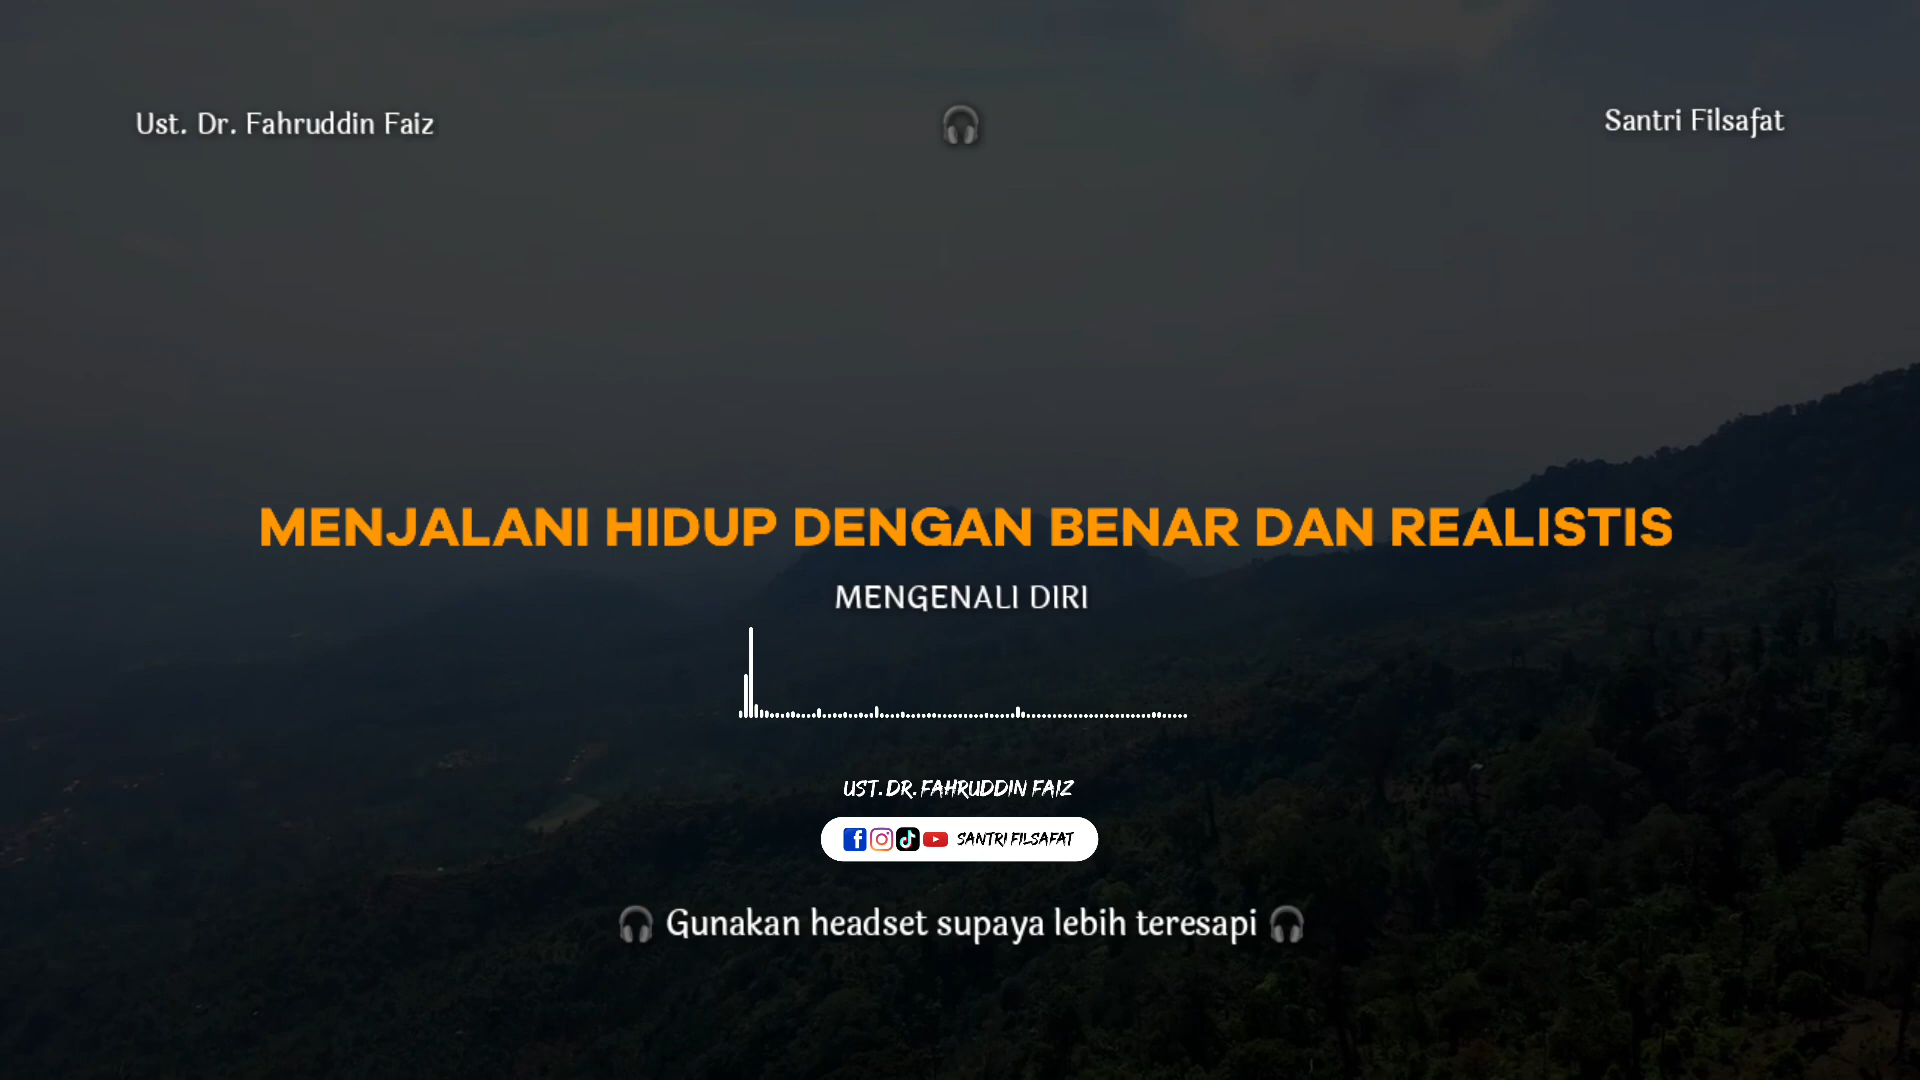 Ust. Dr. Fahruddin Faiz
Santri Filsafat
MENJALANI HIDUP DENGAN BENAR DAN REALISTIS
MENGENALI DIRI
UST. DR. FAHRUDDIN FAIZ
SANTRI FILSAFAT
Gunakan headset supaya lebih teresapi